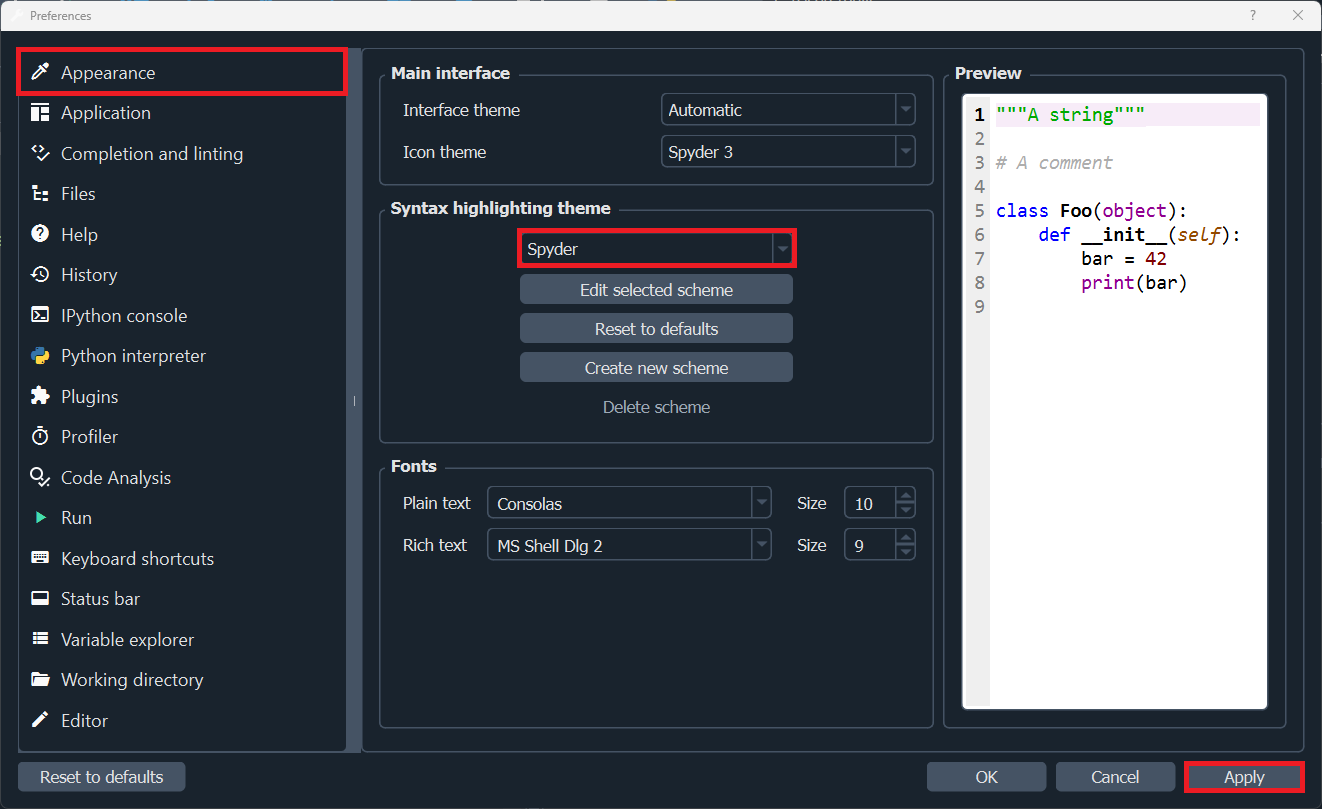 Preferences
?
Appearance
Application
Completion and linting
Files
Help
History
IPython console
Python interpreter
Plugins
Profiler
Code Analysis
Run
Keyboard shortcuts
Status bar
Variable explorer
Working directory
Editor
Main interface
Interface theme Automatic
Icon theme Spyder 3
Syntax highlighting theme
Spyder
Edit selected scheme
Reset to defaults
Create new scheme
Delete scheme
Fonts
Plain text Consolas Size 10
Rich text MS Shell Dlg 2 Size 9
Preview
1 """A string"""
2
3 # A comment
4
5 class Foo(object):
6     def __init__(self):
7         bar = 42
8         print(bar)
9
Reset to defaults
OK
Cancel
Apply